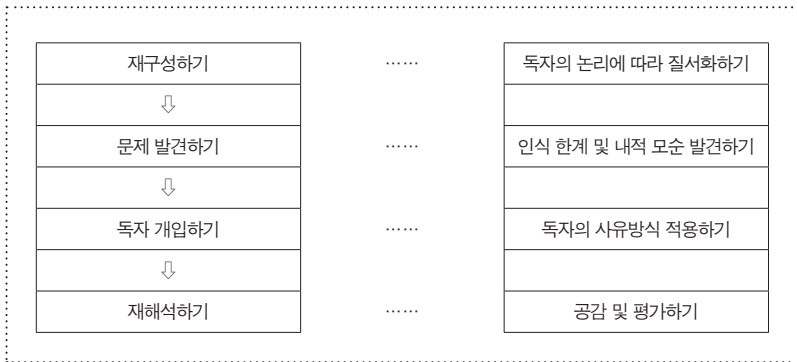 재구성하기 …… 독자의 논리에 따라 질서화하기
⇩
문제 발견하기 …… 인식 한계 및 내적 모순 발견하기
⇩
독자 개입하기 …… 독자의 사유방식 적용하기
⇩
재해석하기 …… 공감 및 평가하기